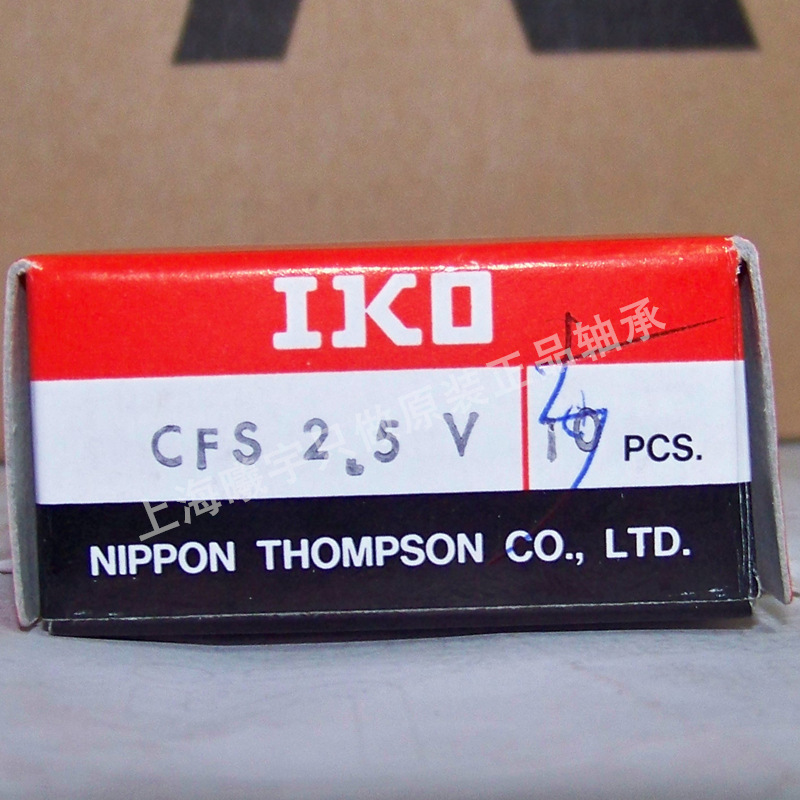 IKO
CFS 2.5 V
10 PCS.
NIPPON THOMPSON CO., LTD.
上海曦宇只做原装正品轴承